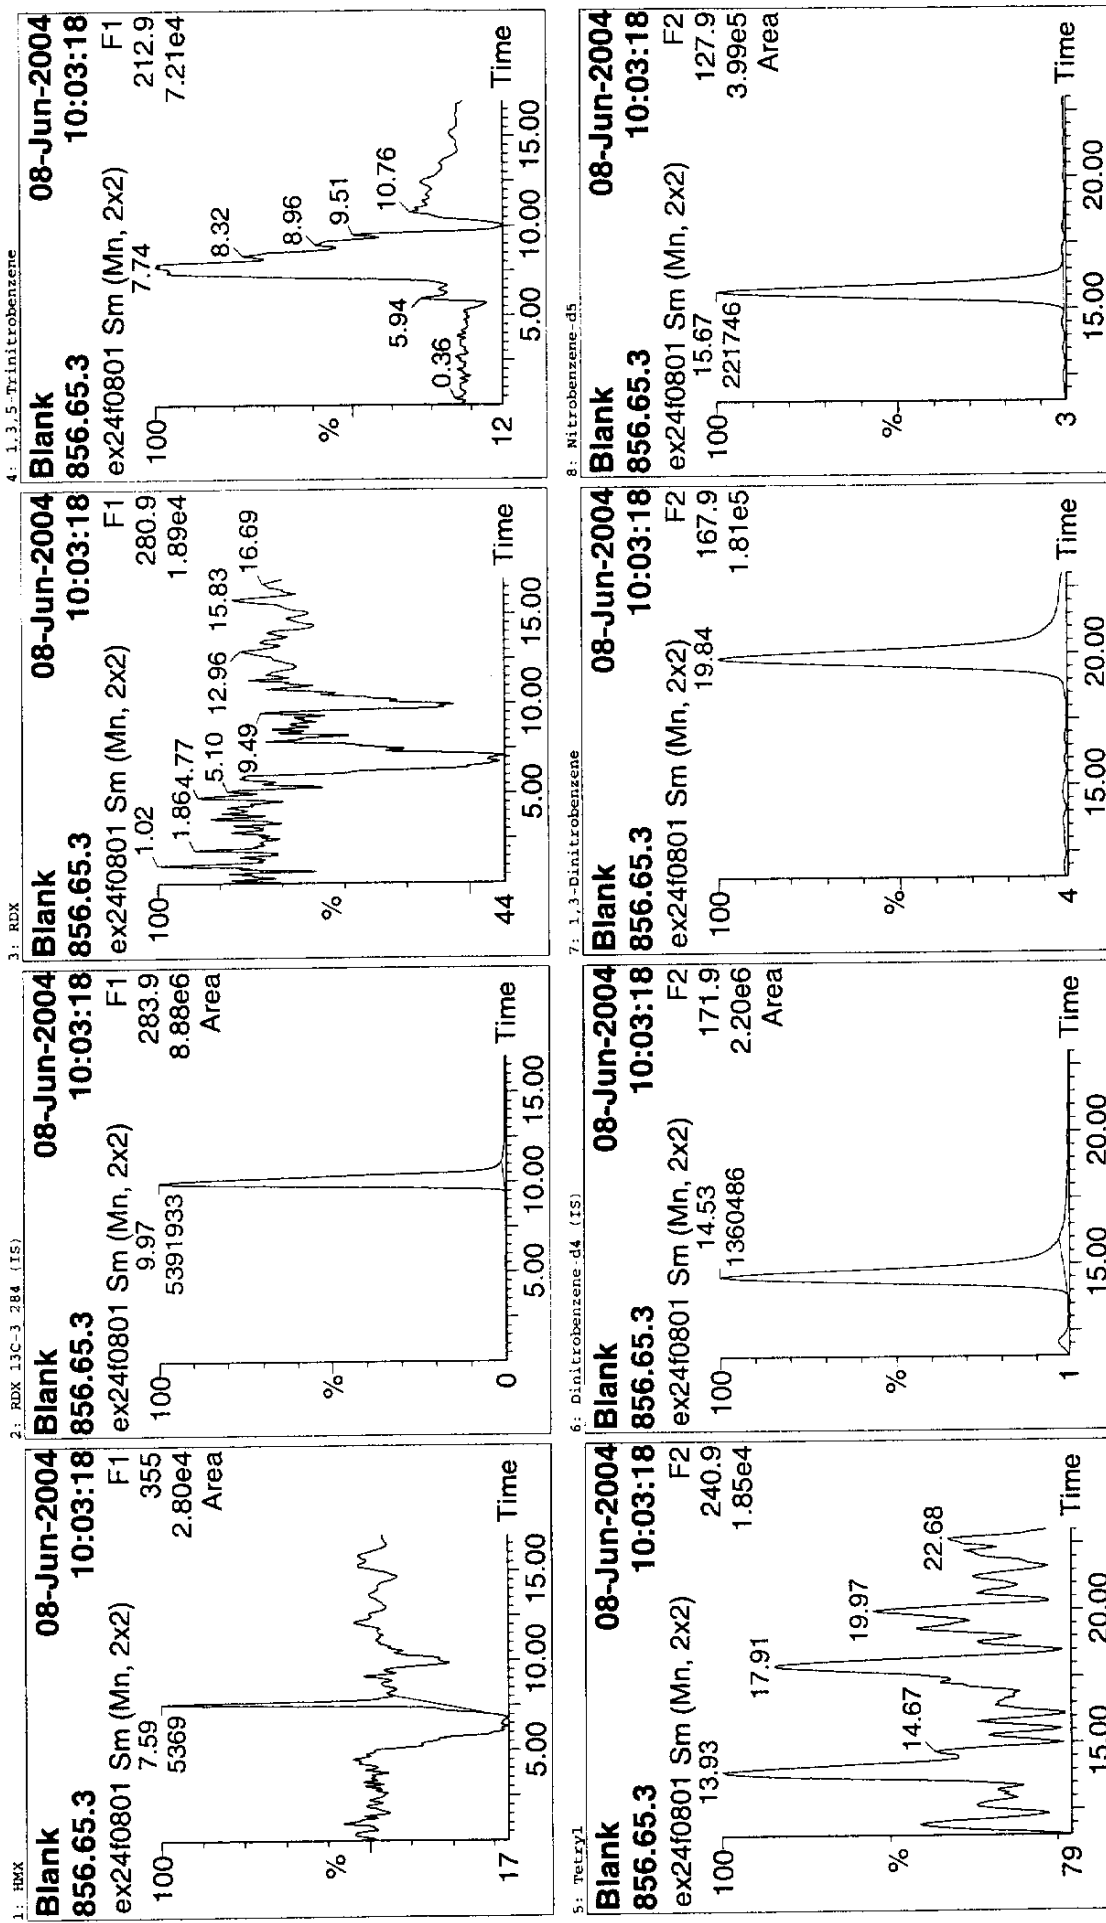 1: HMX
Blank 08-Jun-2004
856.65.3 10:03:18
ex24f0801 Sm (Mn, 2x2) F1
7.59 355
5369 2.80e4
Area
100
%
17
5.00 10.00 15.00 Time
2: RDX 13C-3 284 (IS)
Blank 08-Jun-2004
856.65.3 10:03:18
ex24f0801 Sm (Mn, 2x2) F1
9.97 283.9
5391933 8.88e6
Area
100
%
0
5.00 10.00 15.00 Time
3: RDX
Blank 08-Jun-2004
856.65.3 10:03:18
ex24f0801 Sm (Mn, 2x2) F1
1.02 280.9
1.89e4
100
1.86 4.77
5.10 12.96 15.83
9.49 16.69
%
44
5.00 10.00 15.00 Time
4: 1,3,5-Trinitrobenzene
Blank 08-Jun-2004
856.65.3 10:03:18
ex24f0801 Sm (Mn, 2x2) F1
7.74 212.9
7.21e4
100
8.32
8.96
9.51
%
5.94 10.76
0.36
12
5.00 10.00 15.00 Time
5: Tetryl
Blank 08-Jun-2004
856.65.3 10:03:18
ex24f0801 Sm (Mn, 2x2) F2
13.93 240.9
1.85e4
100
17.91
%
19.97
14.67
22.68
79
15.00 20.00 Time
6: Dinitrobenzene-d4 (IS)
Blank 08-Jun-2004
856.65.3 10:03:18
ex24f0801 Sm (Mn, 2x2) F2
14.53 171.9
1360486 2.20e6
Area
100
%
1
15.00 20.00 Time
7: 1,3-Dinitrobenzene
Blank 08-Jun-2004
856.65.3 10:03:18
ex24f0801 Sm (Mn, 2x2) F2
19.84 167.9
1.81e5
100
%
4
15.00 20.00 Time
8: Nitrobenzene-d5
Blank 08-Jun-2004
856.65.3 10:03:18
ex24f0801 Sm (Mn, 2x2) F2
15.67 127.9
221746 3.99e5
Area
100
%
3
15.00 20.00 Time